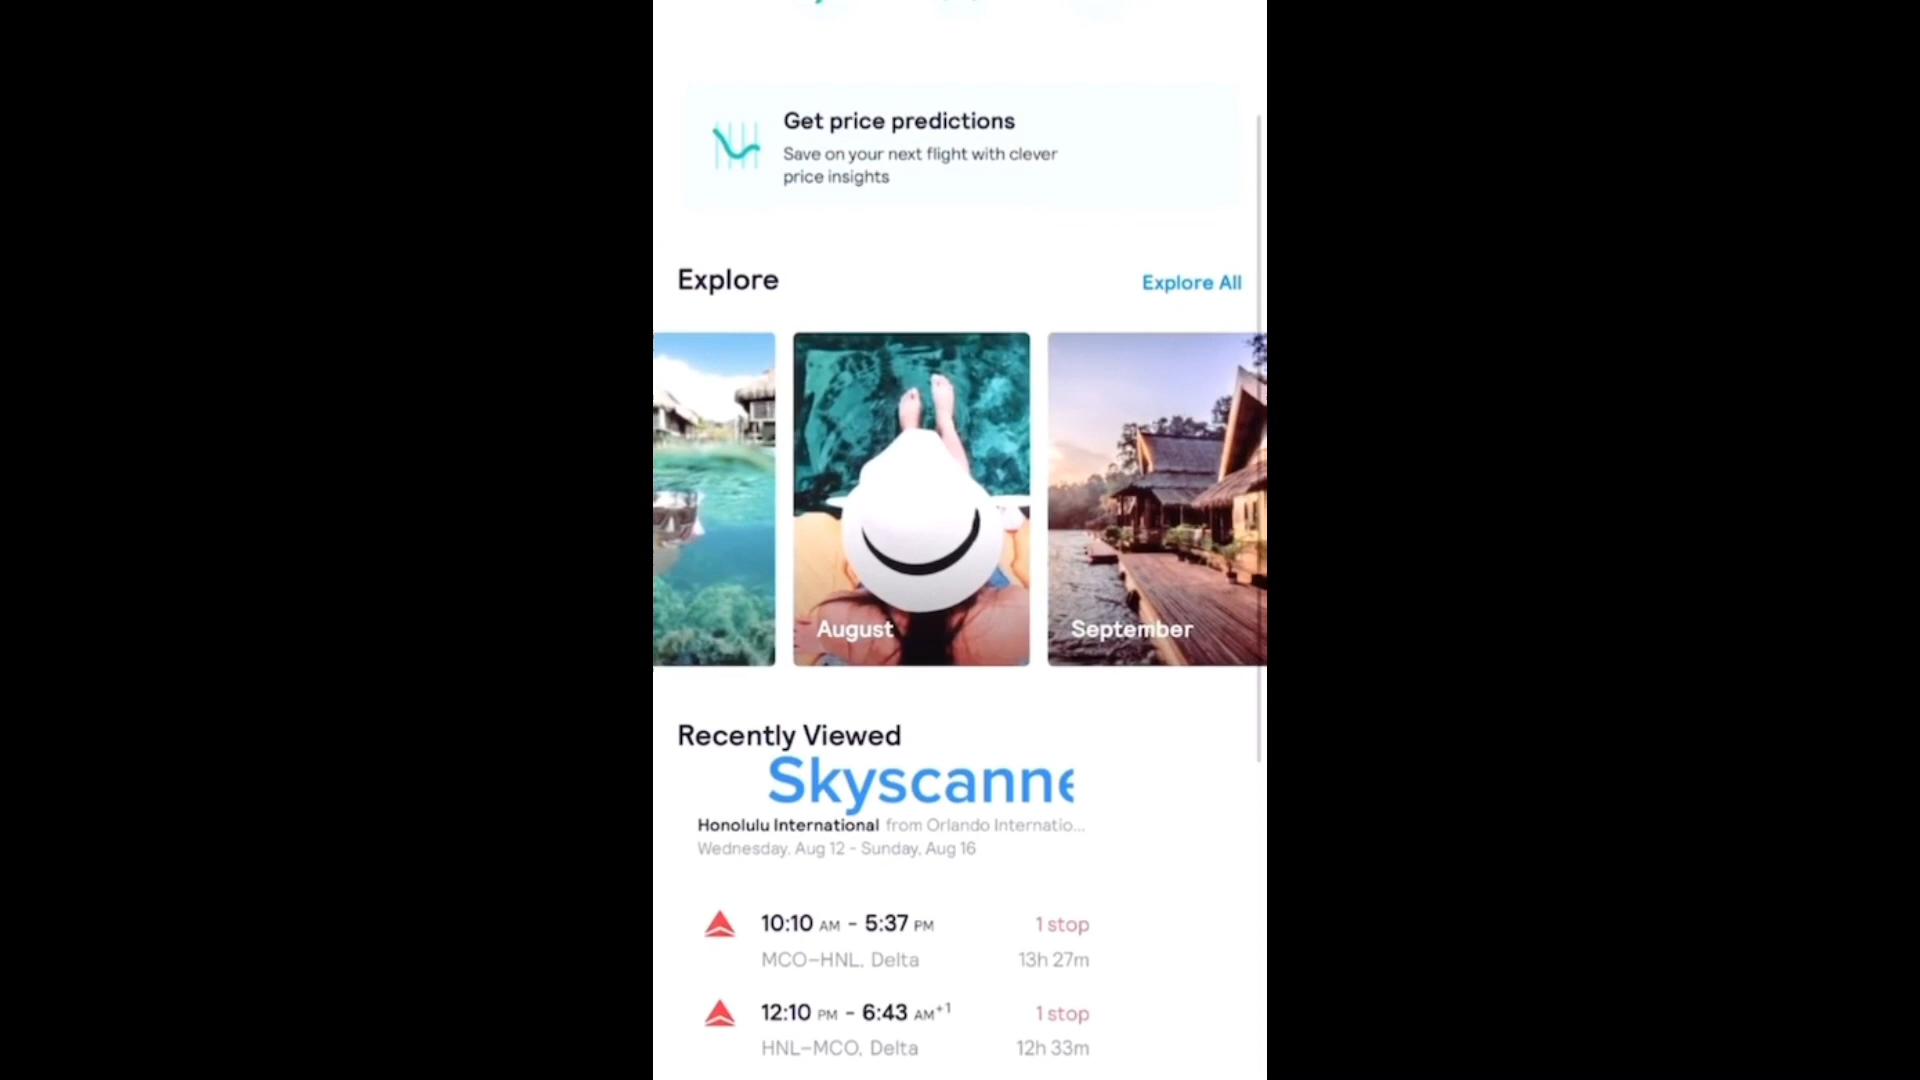 Get price predictions
Save on your next flight with clever
price insights
Explore
Explore All
August
September
Recently Viewed
Skyscanne
Honolulu International from Orlando Internatio...
Wednesday, Aug 12 - Sunday, Aug 16
10:10 AM - 5:37 PM
1 stop
MCO-HNL, Delta
13h 27m
12:10 PM - 6:43 AM+1
1 stop
HNL-MCO, Delta
12h 33m